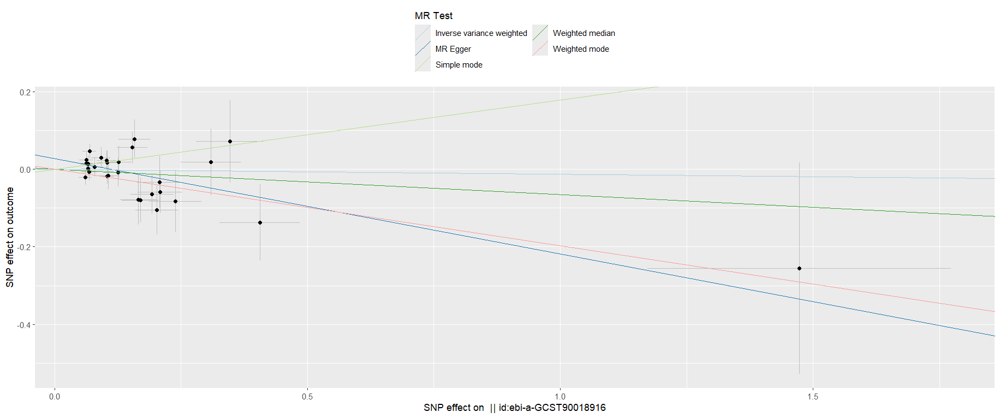 MR Test
Inverse variance weighted
Weighted median
MR Egger
Weighted mode
Simple mode
0.2
0.0
-0.2
-0.4
SNP effect on outcome
0.0
0.5
1.0
1.5
SNP effect on  || id:ebi-a-GCST90018916